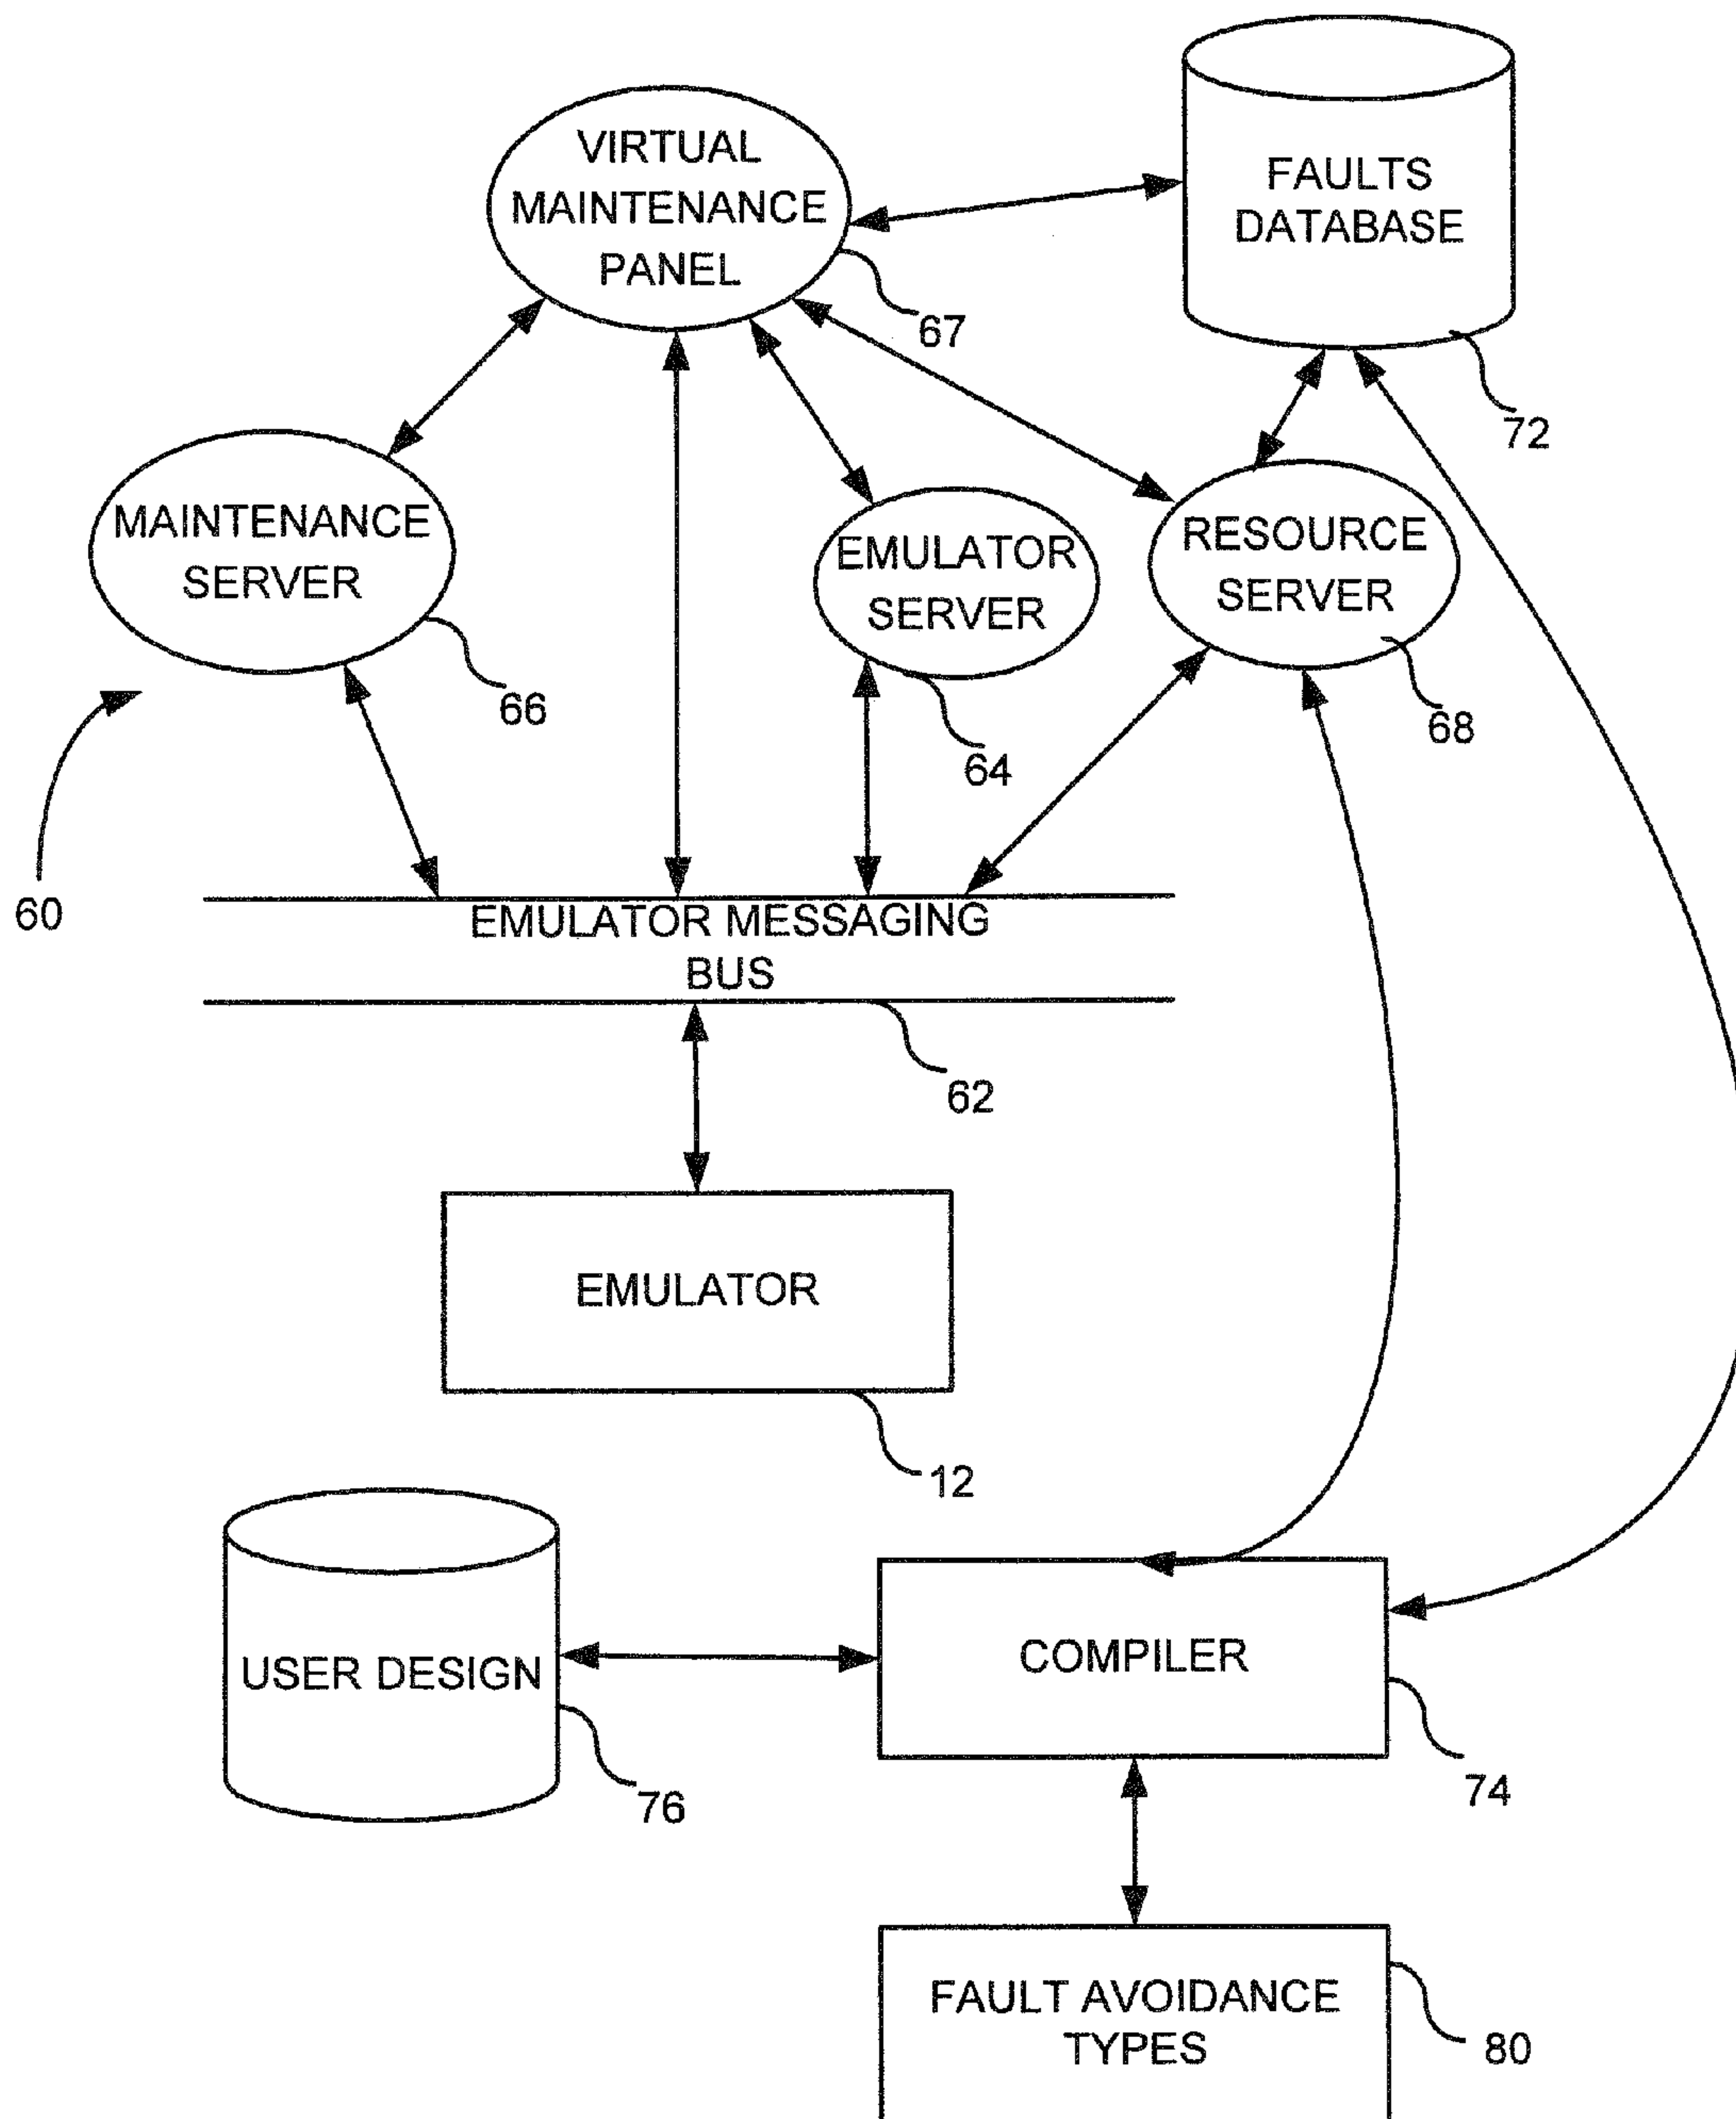 VIRTUAL
MAINTENANCE
PANEL
67
FAULTS
DATABASE
72
MAINTENANCE
SERVER
66
EMULATOR
SERVER
64
RESOURCE
SERVER
68
60
EMULATOR MESSAGING
BUS
62
EMULATOR
12
USER DESIGN
76
COMPILER
74
FAULT AVOIDANCE
TYPES
80